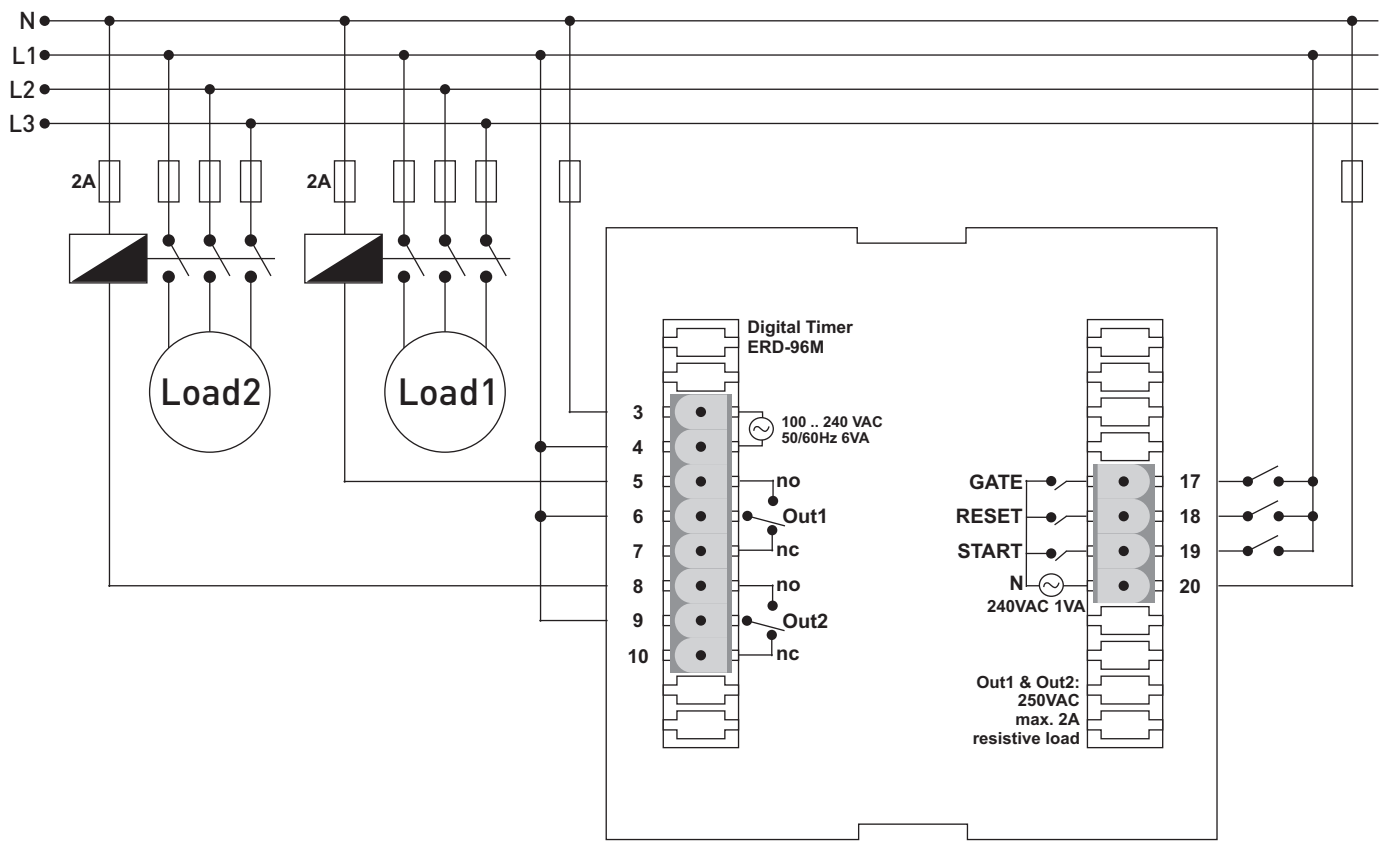 N
L1
L2
L3
2A
2A
Load2
Load1
Digital Timer
ERD-96M
3
4
5
6
7
8
9
10
100 .. 240 VAC
50/60Hz 6VA
no
Out1
nc
no
Out2
nc
GATE
RESET
START
N
240VAC 1VA
17
18
19
20
Out1 & Out2:
250VAC
max. 2A
resistive load